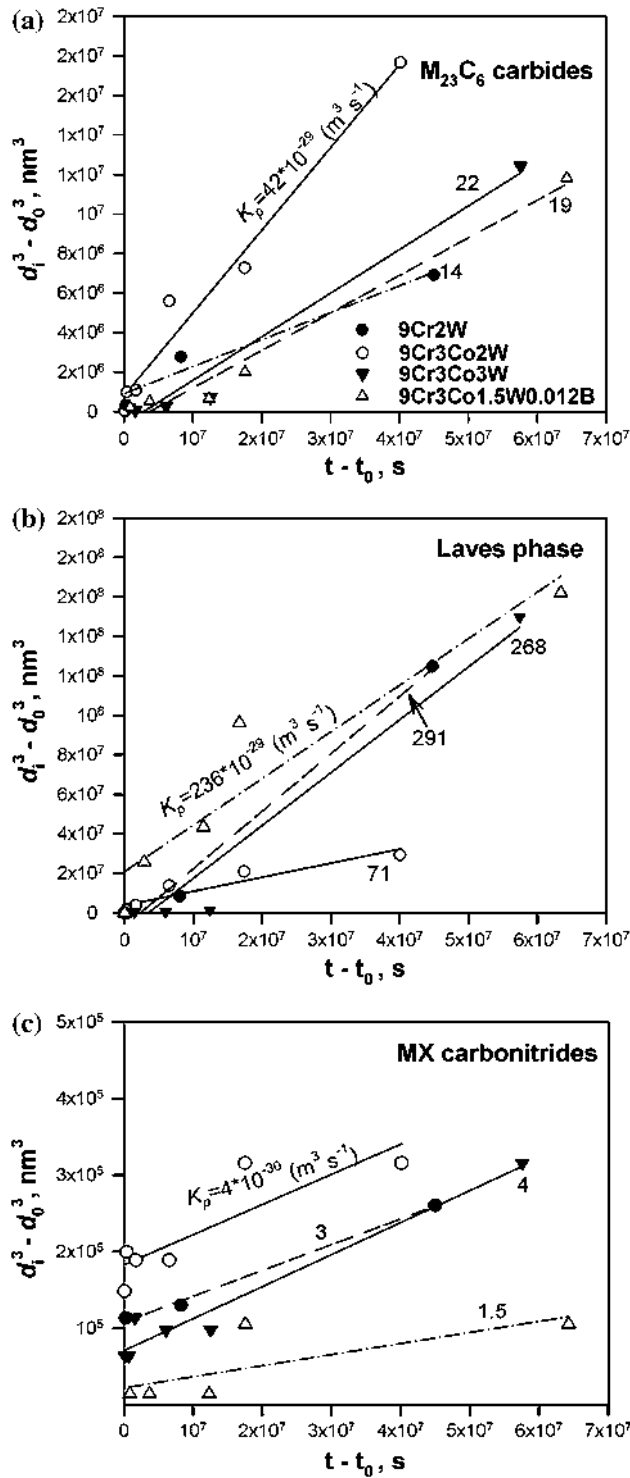 (a)
2x10⁷
2x10⁷
2x10⁷
1x10⁷
1x10⁷
10⁷
8x10⁶
6x10⁶
4x10⁶
2x10⁶
0
dᵢ³ - d₀³, nm³
M₂₃C₆ carbides
Kₚ=42*10⁻²⁹ (m³ s⁻¹)
22
19
14
9Cr2W
9Cr3Co2W
9Cr3Co3W
9Cr3Co1.5W0.012B
0 10⁷ 2x10⁷ 3x10⁷ 4x10⁷ 5x10⁷ 6x10⁷ 7x10⁷
t - t₀, s
(b)
2x10⁸
2x10⁸
2x10⁸
1x10⁸
1x10⁸
10⁸
8x10⁷
6x10⁷
4x10⁷
2x10⁷
0
dᵢ³ - d₀³, nm³
Laves phase
Kₚ=236*10⁻²⁹ (m³ s⁻¹)
268
291
71
0 10⁷ 2x10⁷ 3x10⁷ 4x10⁷ 5x10⁷ 6x10⁷ 7x10⁷
t - t₀, s
(c)
5x10⁵
4x10⁵
3x10⁵
2x10⁵
10⁵
dᵢ³ - d₀³, nm³
MX carbonitrides
Kₚ=4*10⁻³⁰ (m³ s⁻¹)
4
3
1.5
0 10⁷ 2x10⁷ 3x10⁷ 4x10⁷ 5x10⁷ 6x10⁷ 7x10⁷
t - t₀, s